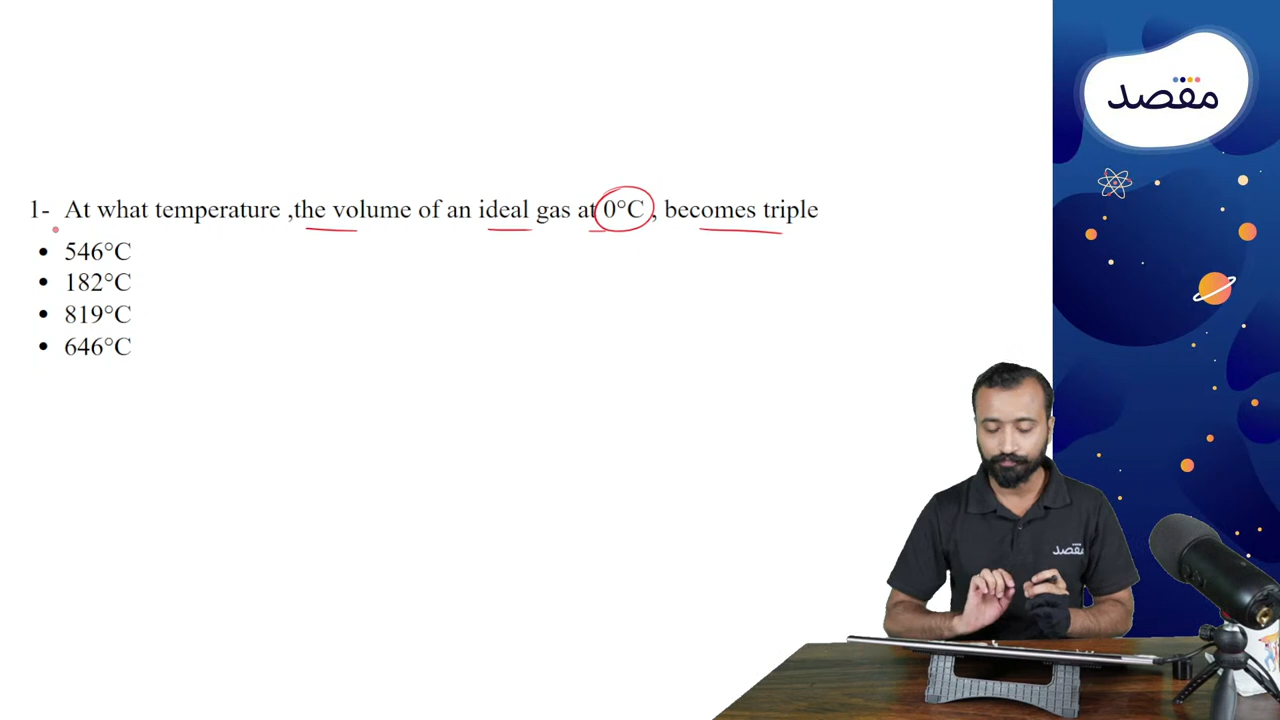 مقصد
1- At what temperature ,the volume of an ideal gas at 0°C , becomes triple
• 546°C
• 182°C
• 819°C
• 646°C
مقصد